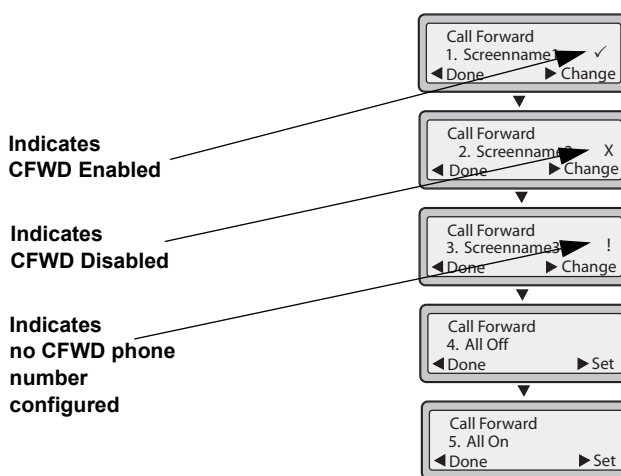 Call Forward
1. Screenname1 ✓
◀Done ▶Change
▼
Indicates
CFWD Enabled
Call Forward
2. Screenname2 X
◀Done ▶Change
▼
Indicates
CFWD Disabled
Call Forward
3. Screenname3 !
◀Done ▶Change
▼
Indicates
no CFWD phone
number
configured
Call Forward
4. All Off
◀Done ▶Set
▼
Call Forward
5. All On
◀Done ▶Set